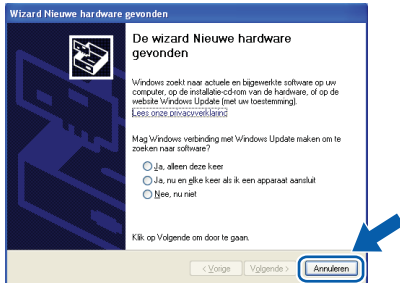 Wizard Nieuwe hardware gevonden
De wizard Nieuwe hardware
gevonden
Windows zoekt naar actuele en bijgewerkte software op uw
computer, op de installatie-cd-rom van de hardware, of op de
website Windows Update (met uw toestemming).
Lees onze privacyverklaring
Mag Windows verbinding met Windows Update maken om te
zoeken naar software?
Ja, alleen deze keer
Ja, nu en elke keer als ik een apparaat aansluit
Nee, nu niet
Klik op Volgende om door te gaan.
< Vorige
Volgende >
Annuleren